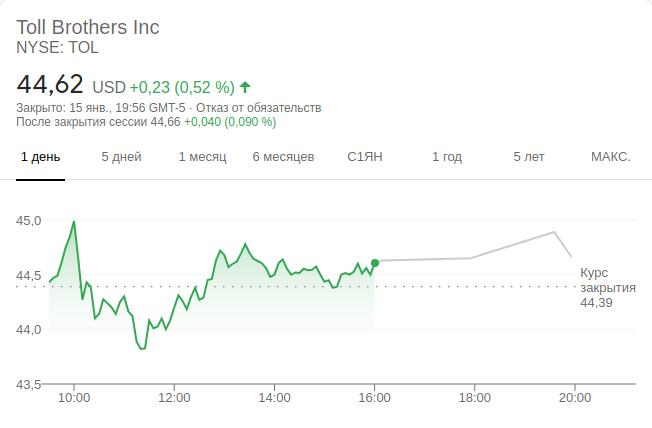 Toll Brothers Inc
NYSE: TOL
44,62 USD +0,23 (0,52 %)
Закрыто: 15 янв., 19:56 GMT-5 · Отказ от обязательств
После закрытия сессии 44,66 +0,040 (0,090 %)
1 день 5 дней 1 месяц 6 месяцев С1ЯН 1 год 5 лет МАКС.
45,0
44,5
44,0
43,5
Курс
закрытия
44,39
10:00 12:00 14:00 16:00 18:00 20:00